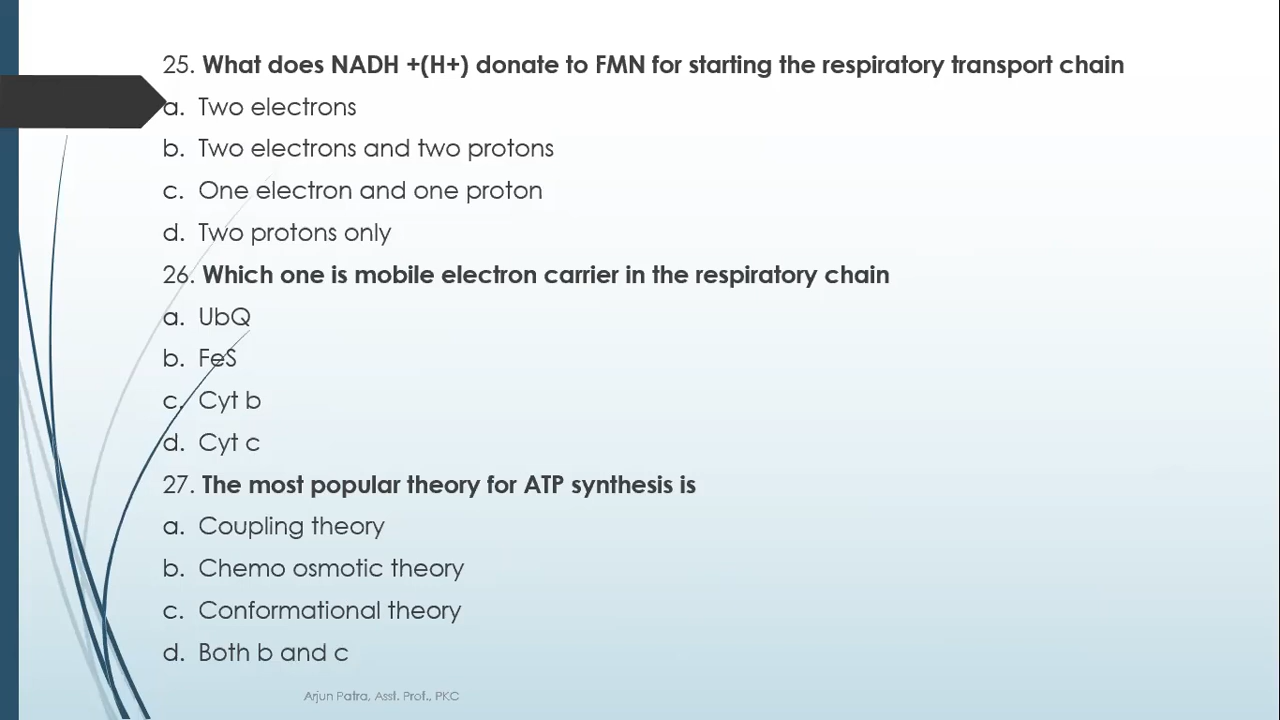 25. What does NADH +(H+) donate to FMN for starting the respiratory transport chain
a. Two electrons
b. Two electrons and two protons
c. One electron and one proton
d. Two protons only
26. Which one is mobile electron carrier in the respiratory chain
a. UbQ
b. FeS
c. Cyt b
d. Cyt c
27. The most popular theory for ATP synthesis is
a. Coupling theory
b. Chemo osmotic theory
c. Conformational theory
d. Both b and c
Arjun Patra, Asst. Prof., PKC